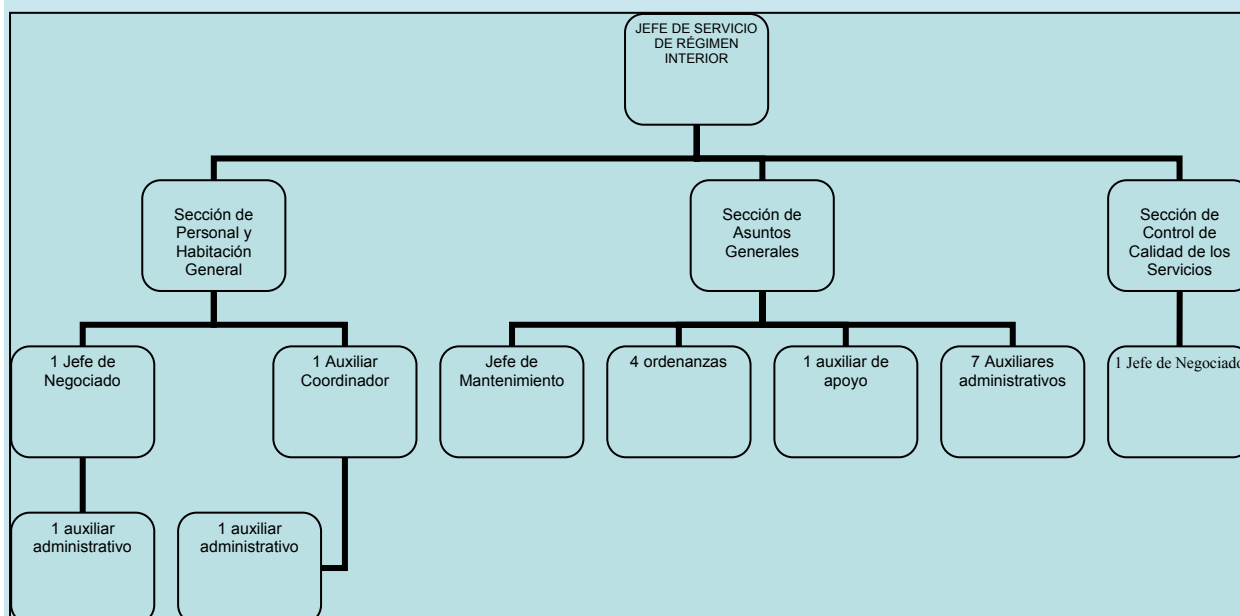 JEFE DE SERVICIO
DE RÉGIMEN
INTERIOR
Sección de
Personal y
Habitación
General
Sección de
Asuntos
Generales
Sección de
Control de
Calidad de los
Servicios
1 Jefe de
Negociado
1 Auxiliar
Coordinador
Jefe de
Mantenimiento
4 ordenanzas
1 auxiliar de
apoyo
7 Auxiliares
administrativos
1 Jefe de Negociado
1 auxiliar
administrativo
1 auxiliar
administrativo